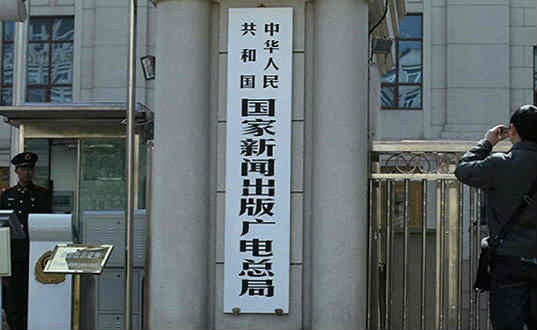 中华人民
共和国
国家新闻出版广电总局